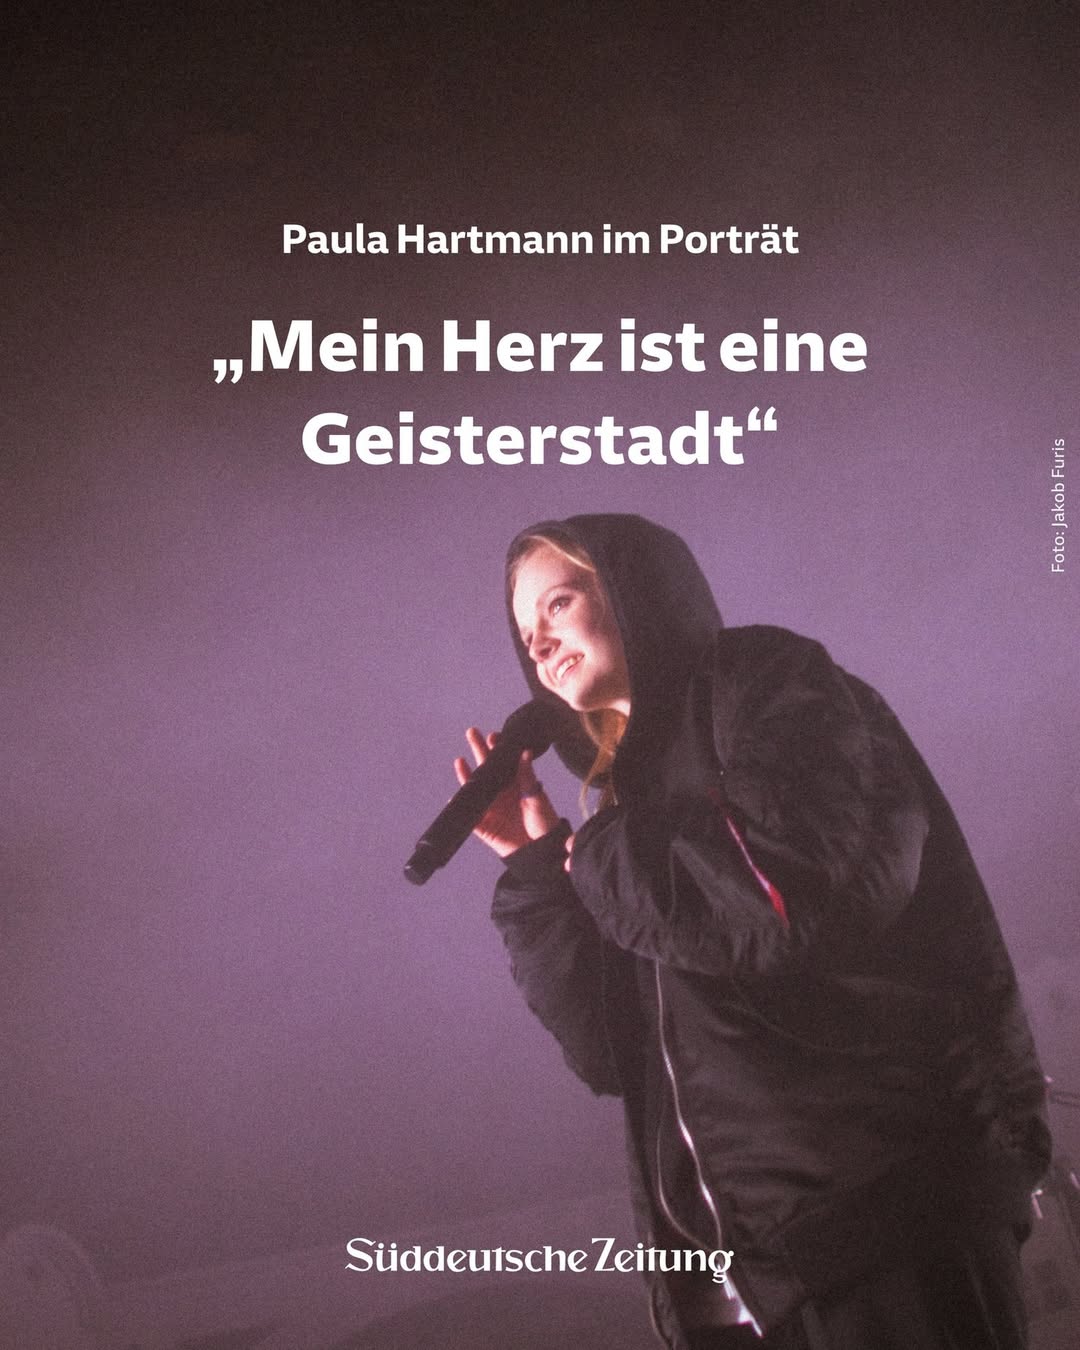 Paula Hartmann im Porträt
„Mein Herz ist eine
Geisterstadt“
Foto: Jakob Furis
Süddeutsche Zeitung